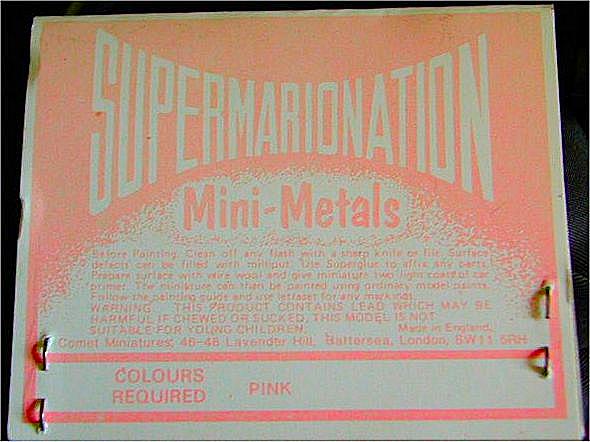 SUPERMARIONATION
Mini-Metals
Before Painting. Clean off any flash with a sharp knife or file. Surface
defects can be filled with milliput. Use Superglue to affix any parts.
Prepare surface with wire wool and give miniature two light coats of car
primer. The miniature can then be painted using ordinary model paints.
Follow the painting guide and use letraset for any markings.
WARNING THIS PRODUCT CONTAINS LEAD WHICH MAY BE
HARMFUL IF CHEWED OR SUCKED. THIS MODEL IS NOT
SUITABLE FOR YOUNG CHILDREN. Made in England.
Comet Miniatures, 46-48 Lavender Hill, Battersea, London, SW11 5RH
COLOURS REQUIRED PINK